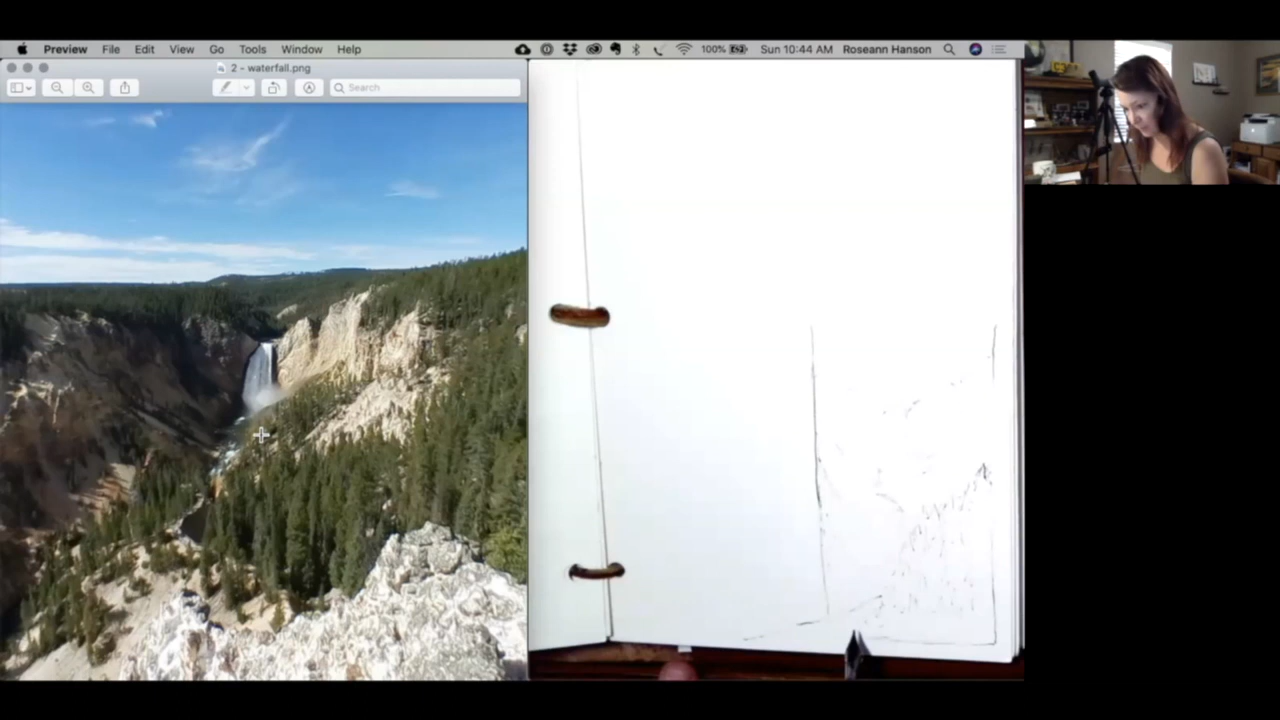 Preview File Edit View Go Tools Window Help 100% Sun 10:44 AM Roseann Hanson
2 - waterfall.png
Search